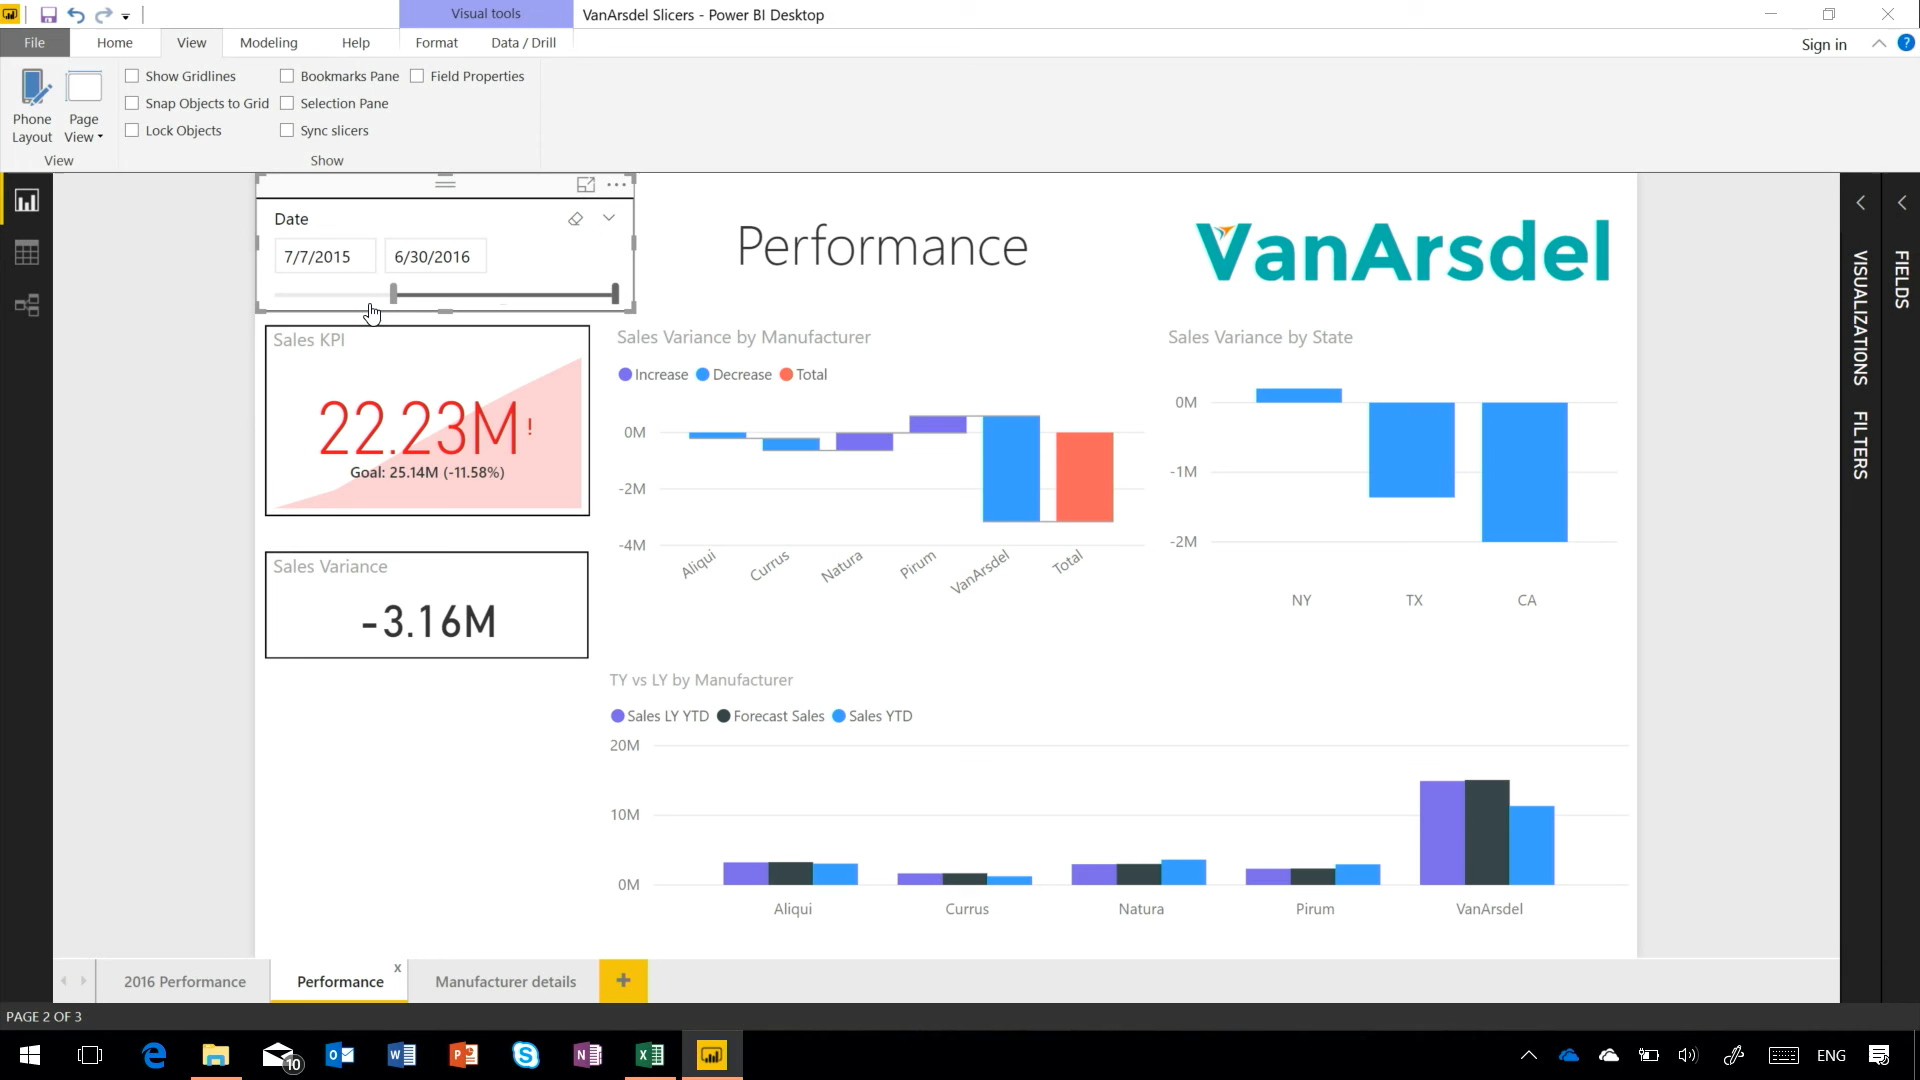 Visual tools
VanArsdel Slicers - Power BI Desktop
File
Home
View
Modeling
Help
Format
Data / Drill
Sign in
?
Phone
Layout
Page
View
View
Show Gridlines
Snap Objects to Grid
Lock Objects
Bookmarks Pane
Selection Pane
Sync slicers
Field Properties
Show
Date
7/7/2015
6/30/2016
Performance
VanArsdel
Sales KPI
22.23M!
Goal: 25.14M (-11.58%)
Sales Variance
-3.16M
Sales Variance by Manufacturer
Increase Decrease Total
0M
-2M
-4M
Aliqui
Currus
Natura
Pirum
VanArsdel
Total
Sales Variance by State
0M
-1M
-2M
NY
TX
CA
TY vs LY by Manufacturer
Sales LY YTD Forecast Sales Sales YTD
20M
10M
0M
Aliqui
Currus
Natura
Pirum
VanArsdel
VISUALIZATIONS
FILTERS
FIELDS
2016 Performance
Performance
x
Manufacturer details
+
PAGE 2 OF 3
10
ENG